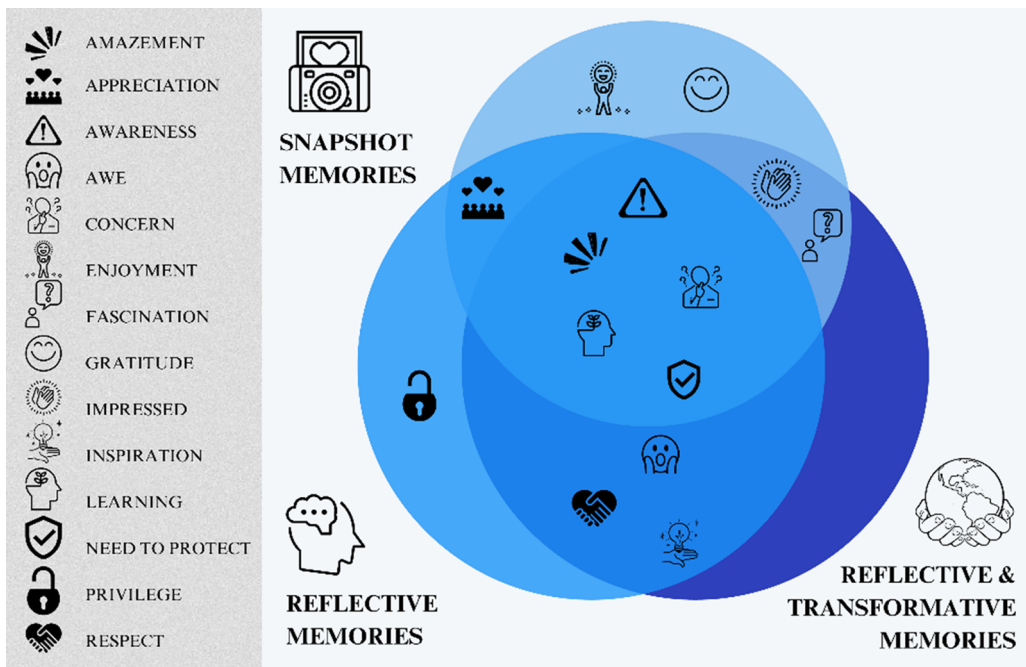 AMAZEMENT
APPRECIATION
AWARENESS
AWE
CONCERN
ENJOYMENT
FASCINATION
GRATITUDE
IMPRESSED
INSPIRATION
LEARNING
NEED TO PROTECT
PRIVILEGE
RESPECT
SNAPSHOT
MEMORIES
REFLECTIVE
MEMORIES
REFLECTIVE &
TRANSFORMATIVE
MEMORIES